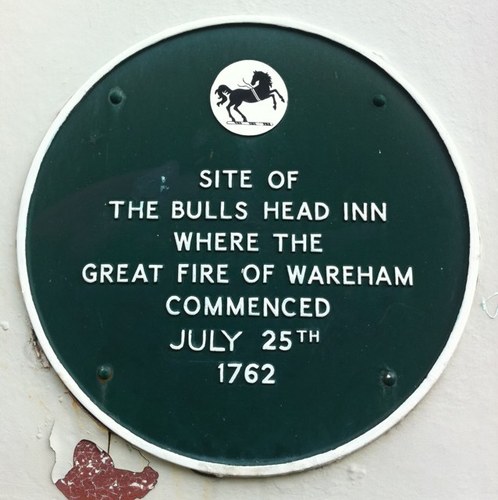 SITE OF
THE BULLS HEAD INN
WHERE THE
GREAT FIRE OF WAREHAM
COMMENCED
JULY 25TH
1762